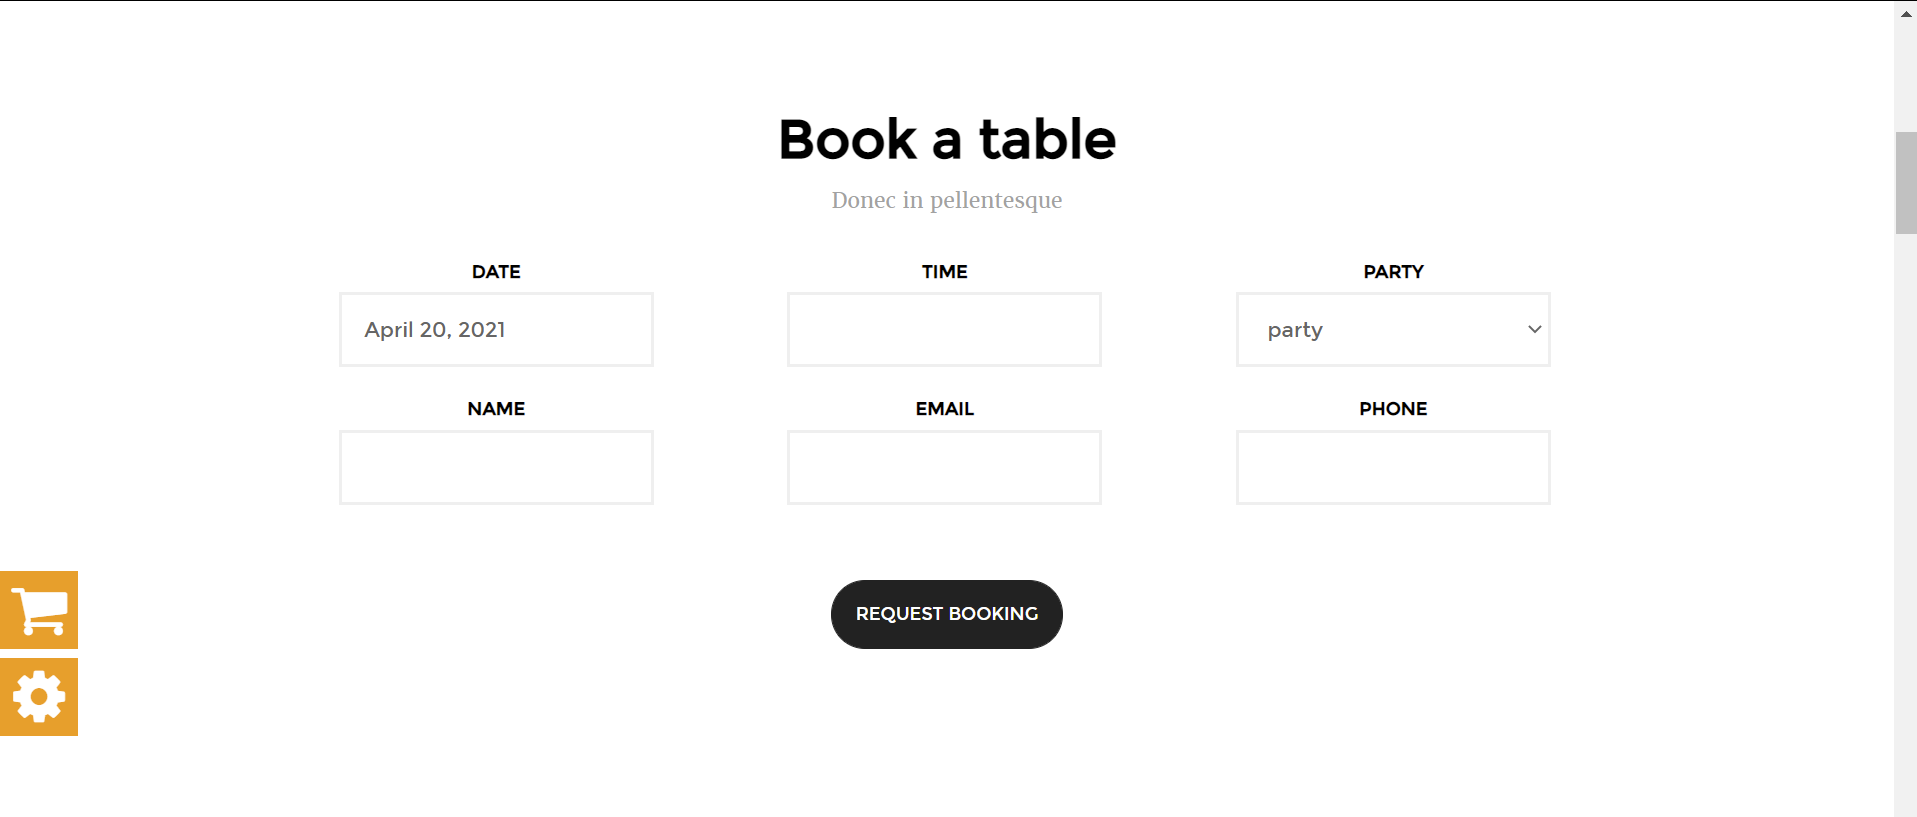 Book a table
Donec in pellentesque
DATE
TIME
PARTY
April 20, 2021
party
NAME
EMAIL
PHONE
REQUEST BOOKING